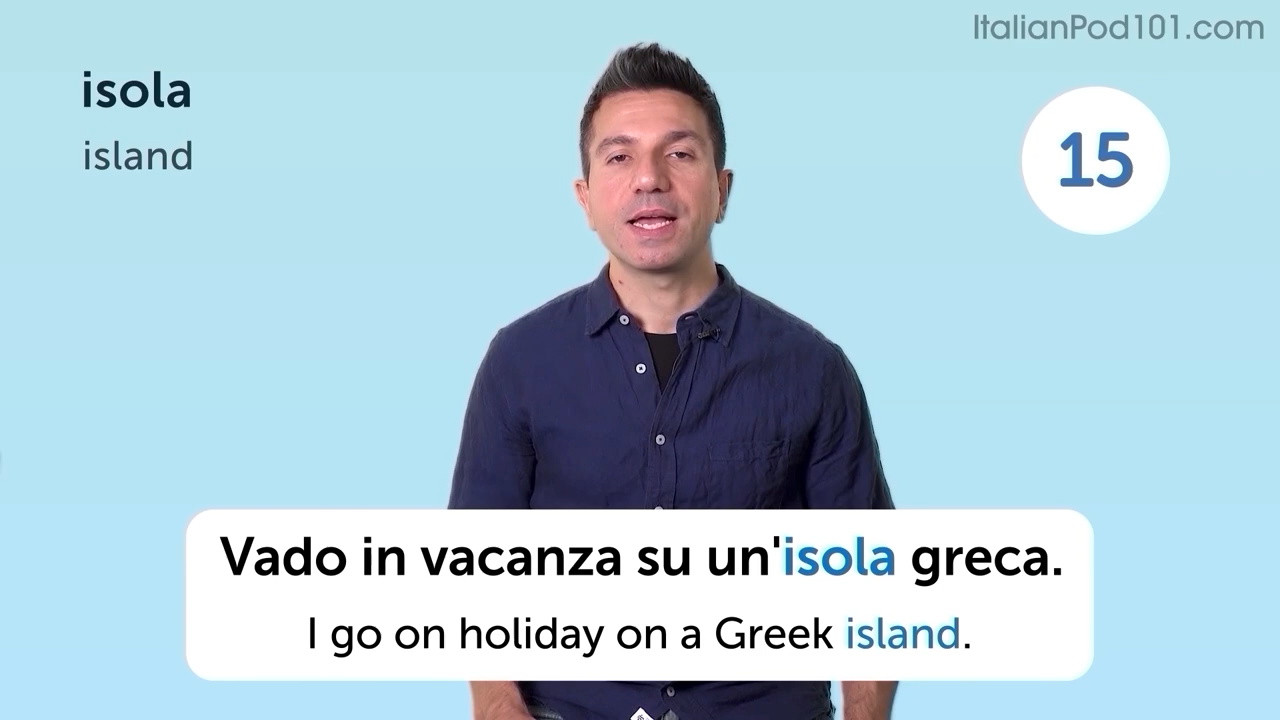 ItalianPod101.com
isola
island
15
Vado in vacanza su un'isola greca.
I go on holiday on a Greek island.